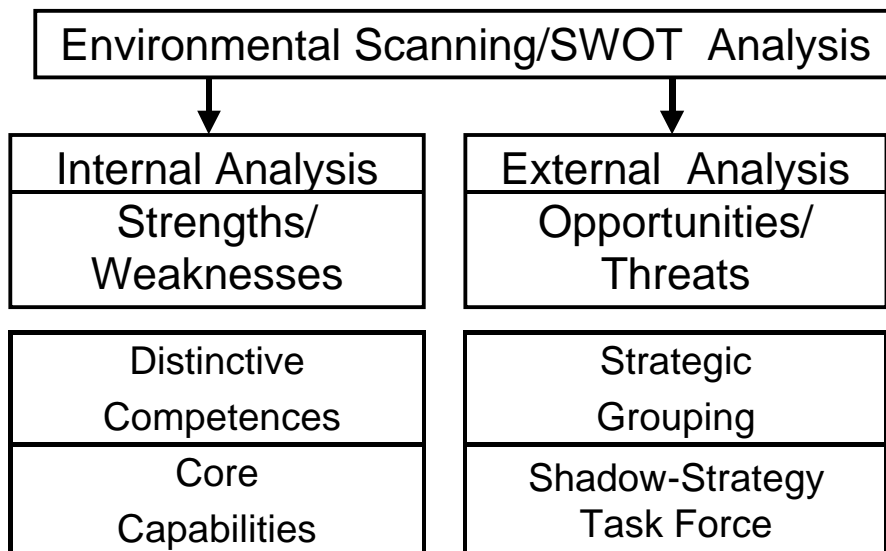 Environmental Scanning/SWOT Analysis
Internal Analysis
Strengths/
Weaknesses
Distinctive
Competences
Core
Capabilities
External Analysis
Opportunities/
Threats
Strategic
Grouping
Shadow-Strategy
Task Force